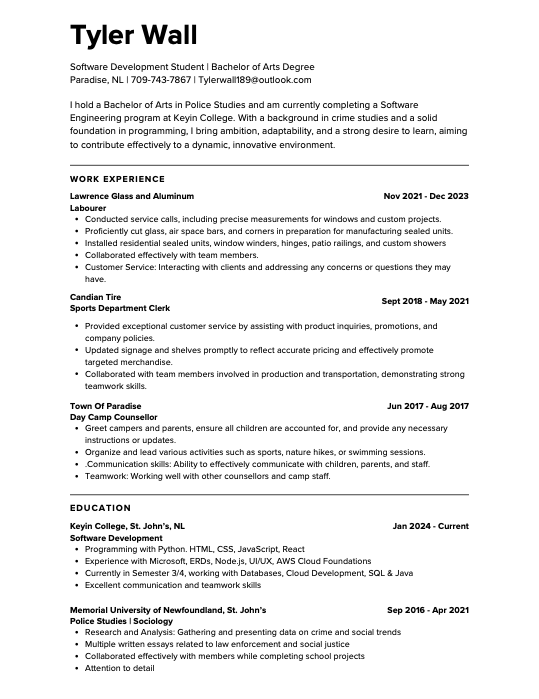 Tyler Wall
Software Development Student | Bachelor of Arts Degree
Paradise, NL | 709-743-7867 | Tylerwall189@outlook.com
I hold a Bachelor of Arts in Police Studies and am currently completing a Software
Engineering program at Keyin College. With a background in crime studies and a solid
foundation in programming, I bring ambition, adaptability, and a strong desire to learn, aiming
to contribute effectively to a dynamic, innovative environment.
WORK EXPERIENCE
Lawrence Glass and Aluminum Nov 2021 - Dec 2023
Labourer
• Conducted service calls, including precise measurements for windows and custom projects.
• Proficiently cut glass, air space bars, and corners in preparation for manufacturing sealed units.
• Installed residential sealed units, window winders, hinges, patio railings, and custom showers
• Collaborated effectively with team members.
• Customer Service: Interacting with clients and addressing any concerns or questions they may
have.
Candian Tire Sept 2018 - May 2021
Sports Department Clerk
• Provided exceptional customer service by assisting with product inquiries, promotions, and
company policies.
• Updated signage and shelves promptly to reflect accurate pricing and effectively promote
targeted merchandise.
• Collaborated with team members involved in production and transportation, demonstrating strong
teamwork skills.
Town Of Paradise Jun 2017 - Aug 2017
Day Camp Counsellor
• Greet campers and parents, ensure all children are accounted for, and provide any necessary
instructions or updates.
• Organize and lead various activities such as sports, nature hikes, or swimming sessions.
• .Communication skills: Ability to effectively communicate with children, parents, and staff.
• Teamwork: Working well with other counsellors and camp staff.
EDUCATION
Keyin College, St. John's, NL Jan 2024 - Current
Software Development
• Programming with Python. HTML, CSS, JavaScript, React
• Experience with Microsoft, ERDs, Node.js, UI/UX, AWS Cloud Foundations
• Currently in Semester 3/4, working with Databases, Cloud Development, SQL & Java
• Excellent communication and teamwork skills
Memorial University of Newfoundland, St. John's Sep 2016 - Apr 2021
Police Studies | Sociology
• Research and Analysis: Gathering and presenting data on crime and social trends
• Multiple written essays related to law enforcement and social justice
• Collaborated effectively with members while completing school projects
• Attention to detail